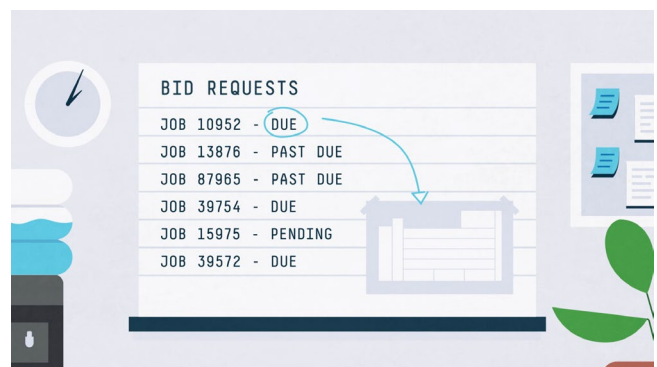 BID REQUESTS
JOB 10952 - DUE
JOB 13876 - PAST DUE
JOB 87965 - PAST DUE
JOB 39754 - DUE
JOB 15975 - PENDING
JOB 39572 - DUE